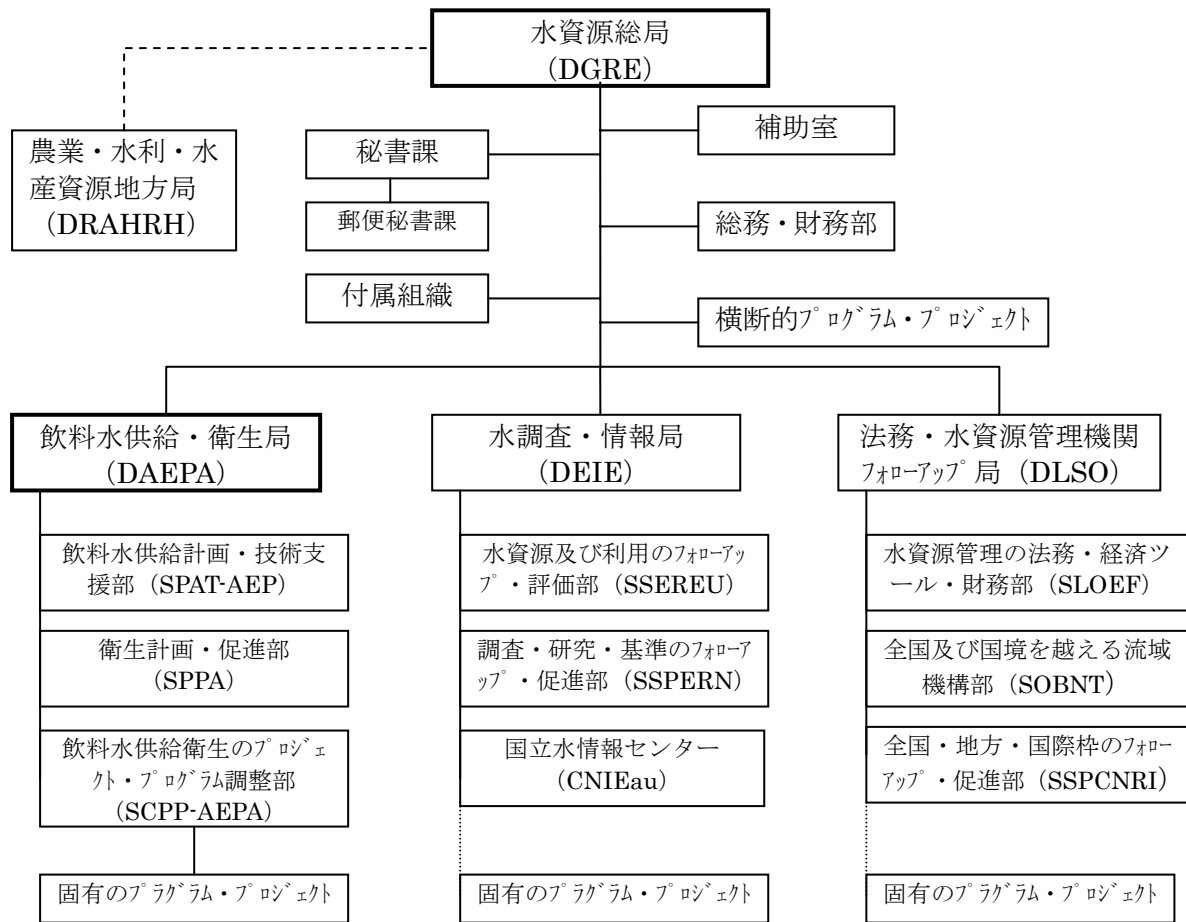 水資源総局
(DGRE)
補助室
農業・水利・水
産資源地方局
(DRAHRH)
秘書課
郵便秘書課
総務・財務部
付属組織
横断的ﾌﾟﾛｸﾞﾗﾑ・ﾌﾟﾛｼﾞｪｸﾄ
飲料水供給・衛生局
(DAEPA)
水調査・情報局
(DEIE)
法務・水資源管理機関
ﾌｫﾛｰｱｯﾌﾟ局（DLSO）
飲料水供給計画・技術支
援部（SPAT-AEP）
水資源及び利用のﾌｫﾛｰｱｯ
ﾌﾟ・評価部（SSEREU）
水資源管理の法務・経済ツ
ール・財務部（SLOEF）
衛生計画・促進部
(SPPA)
調査・研究・基準のﾌｫﾛｰｱ
ｯﾌﾟ・促進部（SSPERN）
全国及び国境を越える流域
機構部（SOBNT）
飲料水供給衛生のﾌﾟﾛｼﾞｪ
ｸﾄ・ﾌﾟﾛｸﾞﾗﾑ調整部
(SCPP-AEPA)
国立水情報センター
(CNIEau)
全国・地方・国際枠のﾌｫﾛｰ
ｱｯﾌﾟ・促進部（SSPCNRI）
固有のﾌﾟﾗｸﾞﾗﾑ・ﾌﾟﾛｼﾞｪｸﾄ
固有のﾌﾟﾗｸﾞﾗﾑ・ﾌﾟﾛｼﾞｪｸﾄ
固有のﾌﾟﾗｸﾞﾗﾑ・ﾌﾟﾛｼﾞｪｸﾄ